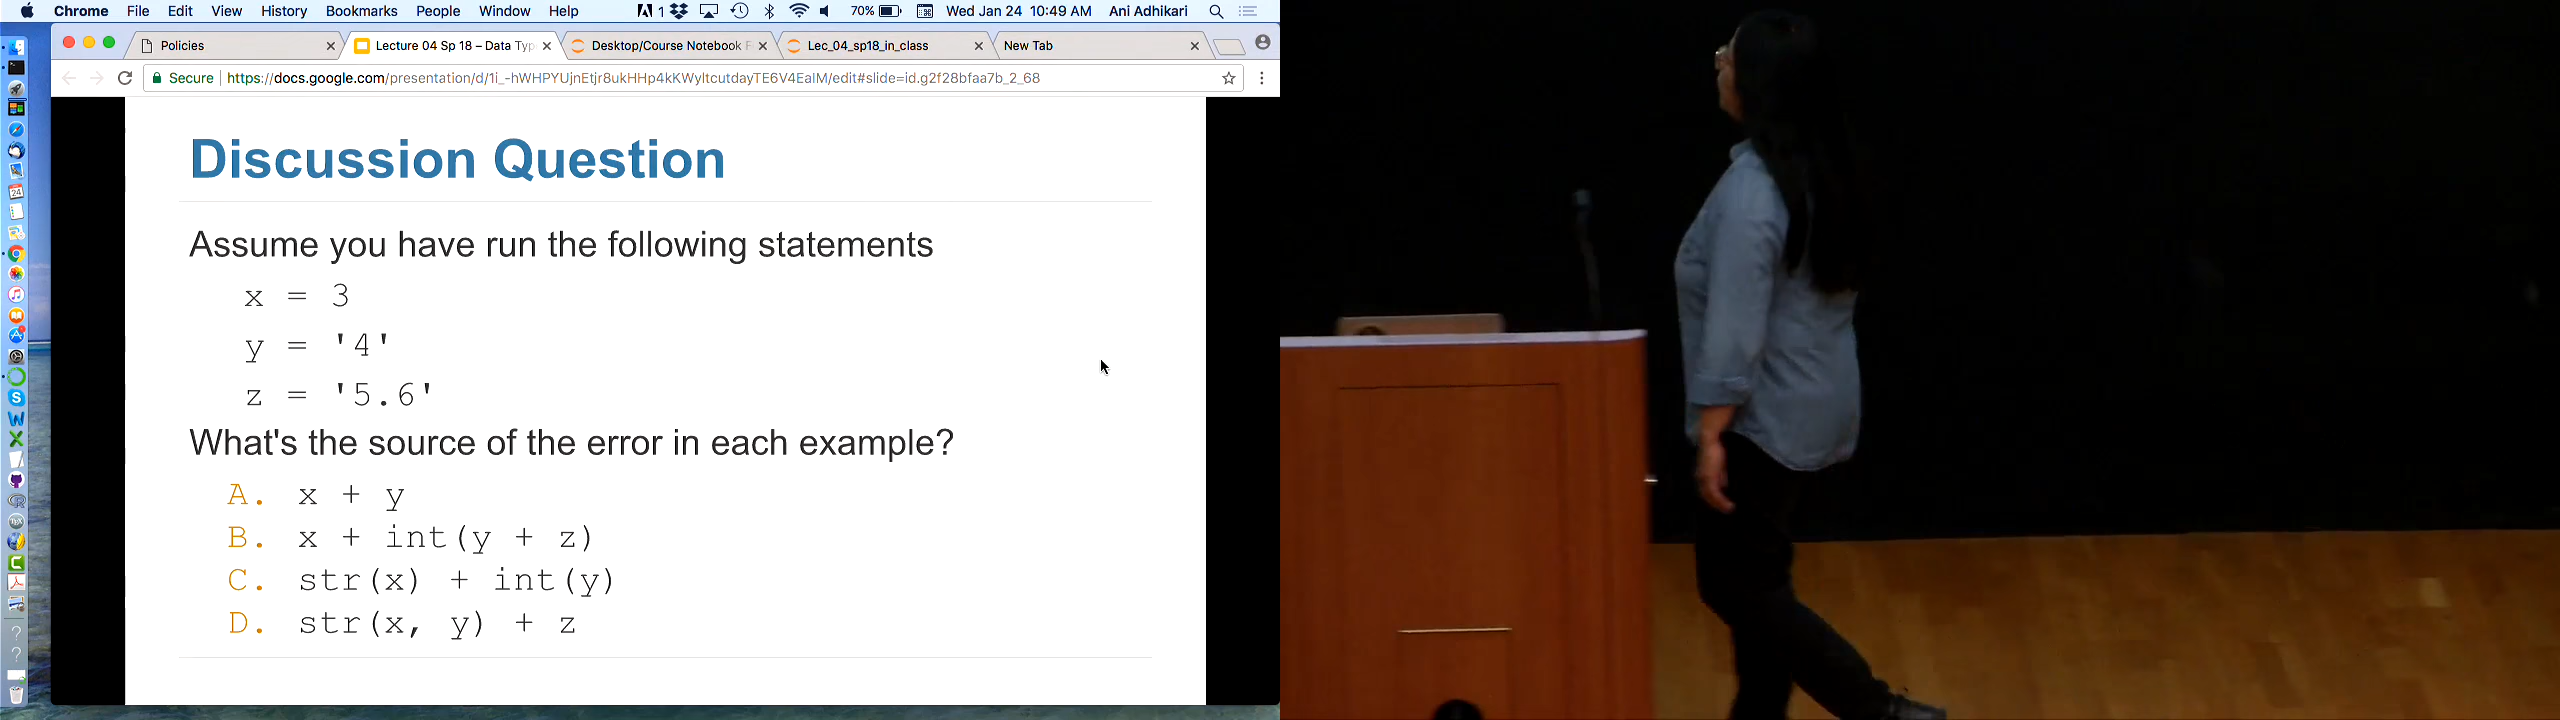 Chrome File Edit View History Bookmarks People Window Help 1 70% Wed Jan 24 10:49 AM Ani Adhikari
Policies Lecture 04 Sp 18 – Data Typ Desktop/Course Notebook F Lec_04_sp18_in_class New Tab
Secure https://docs.google.com/presentation/d/1i_-hWHPYUjnEtjr8ukHHp4kKWyltcutdayTE6V4EaIM/edit#slide=id.g2f28bfaa7b_2_68
Discussion Question
Assume you have run the following statements
x = 3
y = '4'
z = '5.6'
What's the source of the error in each example?
A. x + y
B. x + int(y + z)
C. str(x) + int(y)
D. str(x, y) + z